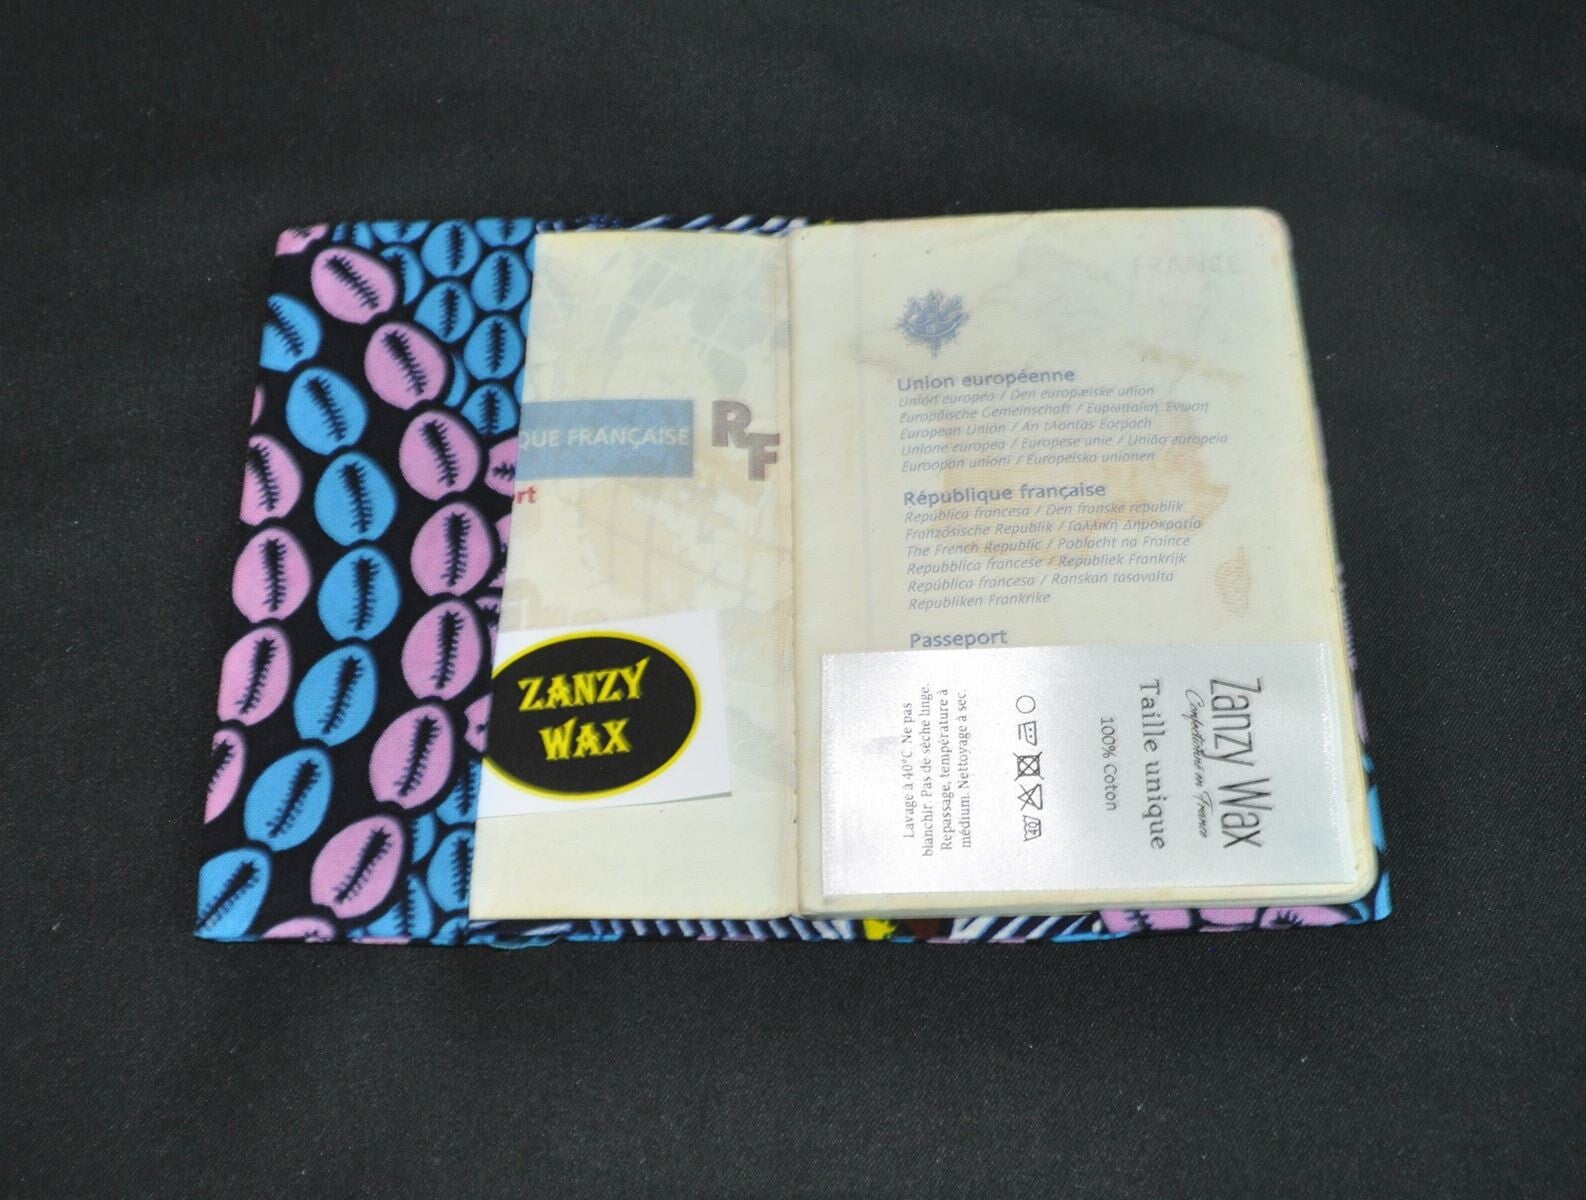 QUE FRANÇAISE
RF
rt
ZANZY
WAX
FRANCE
Union européenne
Unión europea / Den europæiske union
Europäische Gemeinschaft / Ευρωπαϊκή Ένωση
European Union / An tAontas Eorpach
Unione europea / Europese unie / União europeia
Euroopan unioni / Europeiska unionen
République française
República francesa / Den franske republik
Französische Republik / Γαλλική Δημοκρατία
The French Republic / Poblacht na Fraince
Repubblica francese / Republiek Frankrijk
República francesa / Ranskan tasavalta
Republiken Frankrike
Passeport
Zanzy Wax
Confectionné en France
Taille unique
100% Coton
Lavage à 40°C. Ne pas
blanchir. Pas de sèche linge.
Repassage, température à
médium. Nettoyage à sec.